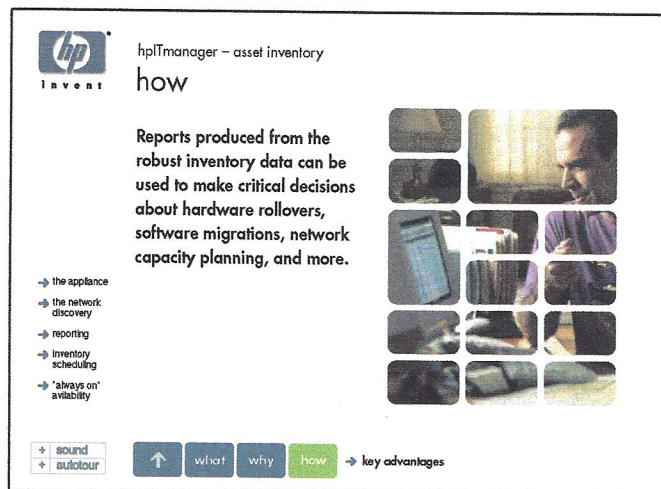 hp
invent
hpITmanager – asset inventory
how
Reports produced from the
robust inventory data can be
used to make critical decisions
about hardware rollovers,
software migrations, network
capacity planning, and more.
the appliance
the network
discovery
reporting
inventory
scheduling
"always on"
avilability
+ sound
+ autotour
what
why
how
key advantages